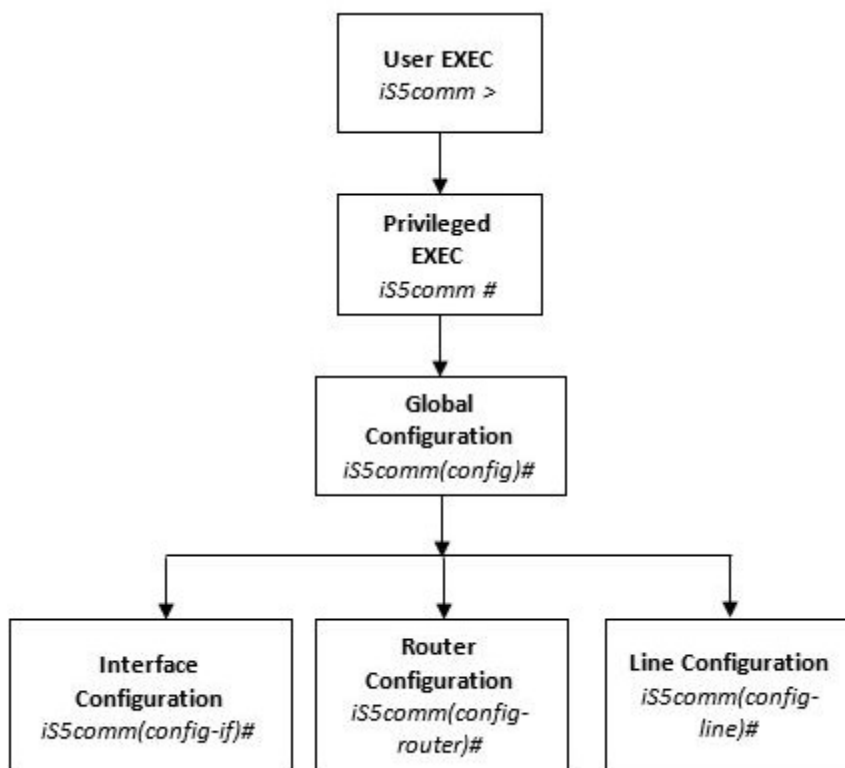 User EXEC
iS5comm >
Privileged
EXEC
iS5comm #
Global
Configuration
iS5comm(config)#
Interface
Configuration
iS5comm(config-if)#
Router
Configuration
iS5comm(config-
router)#
Line Configuration
iS5comm(config-
line)#